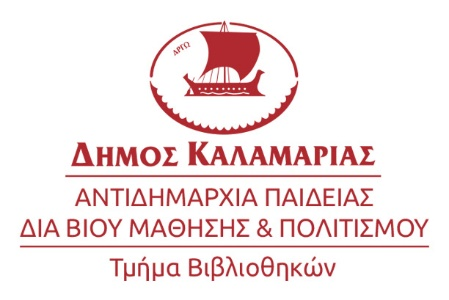 ΑΡΓΩ
ΔΗΜΟΣ ΚΑΛΑΜΑΡΙΑΣ
ΑΝΤΙΔΗΜΑΡΧΙΑ ΠΑΙΔΕΙΑΣ
ΔΙΑ ΒΙΟΥ ΜΑΘΗΣΗΣ & ΠΟΛΙΤΙΣΜΟΥ
Τμήμα Βιβλιοθηκών